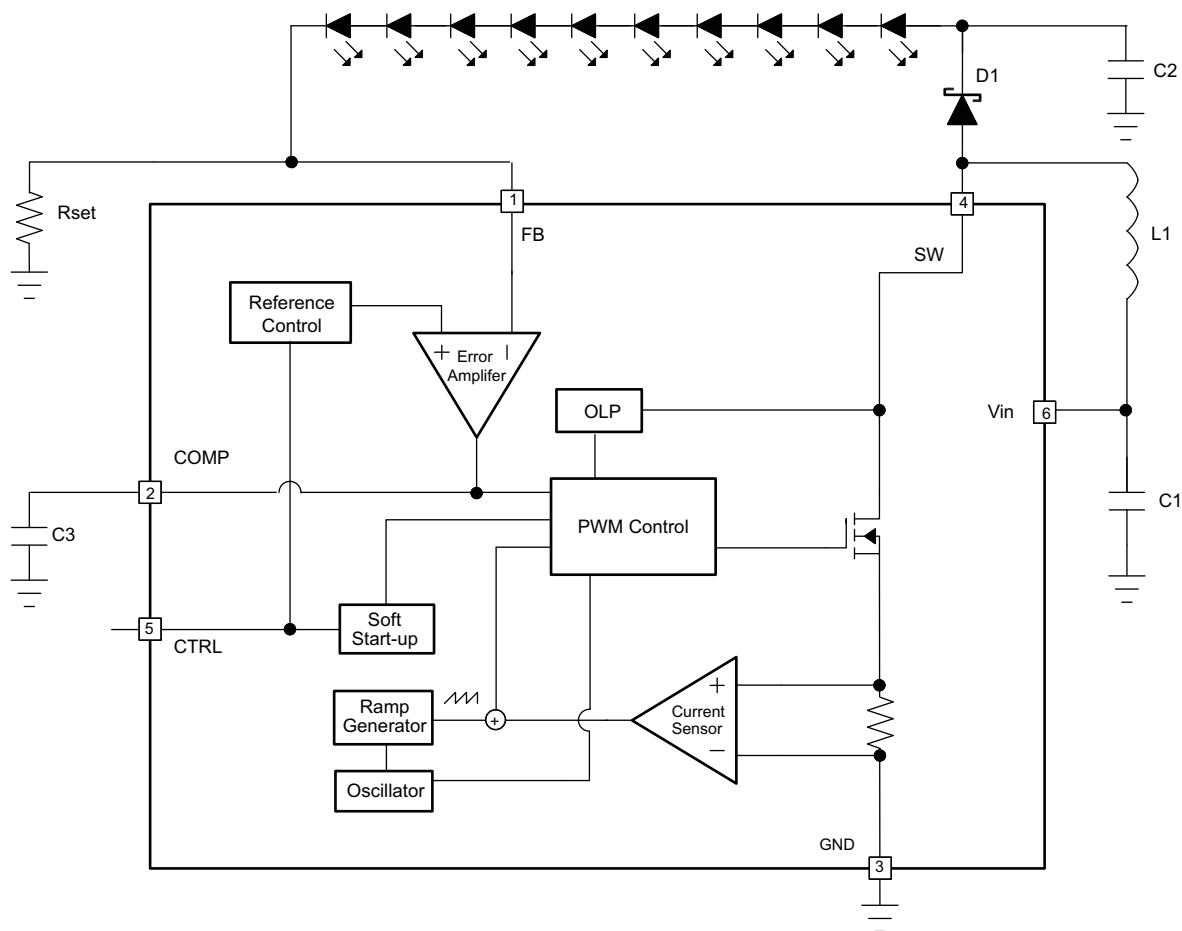 D1
C2
Rset
1
FB
4
SW
L1
Reference
Control
+
Error
Amplifer
OLP
Vin
6
COMP
2
C3
PWM Control
C1
5
CTRL
Soft
Start-up
Ramp
Generator
+
Current
Sensor
+
−
Oscillator
GND
3